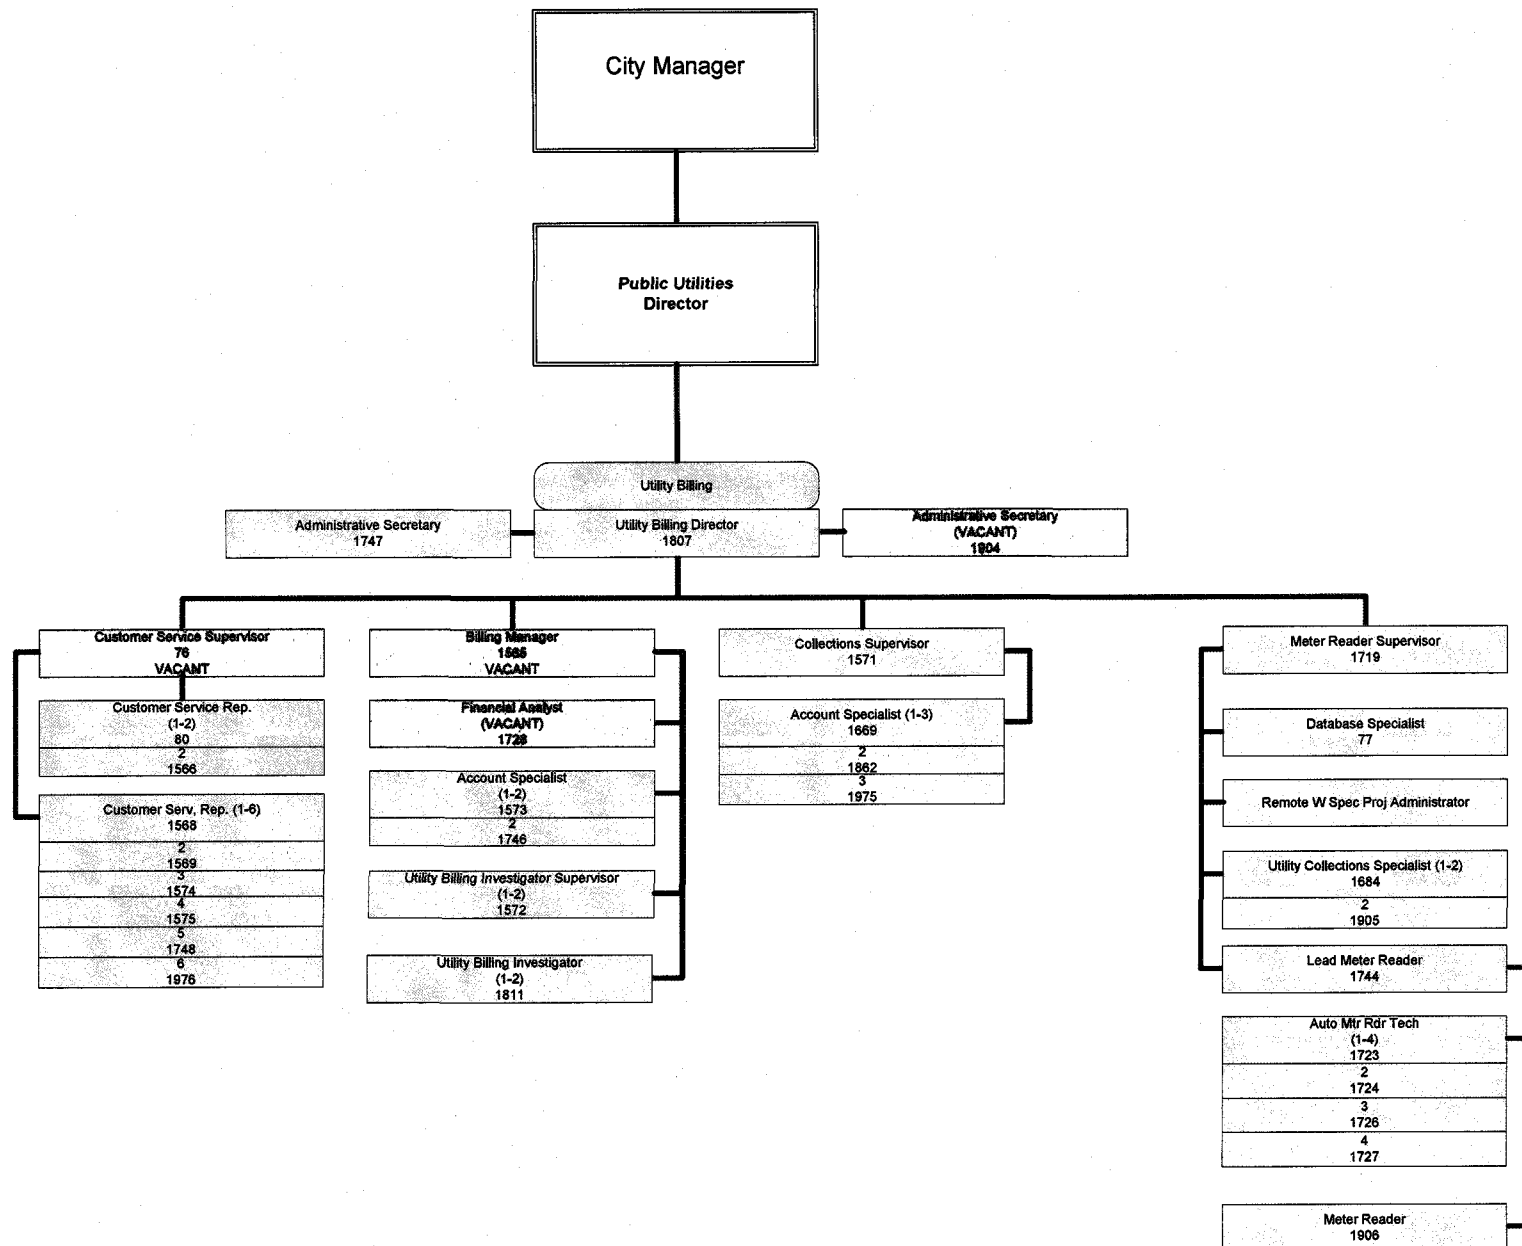 City Manager
Public Utilities
Director
Utility Billing
Administrative Secretary
1747
Utility Billing Director
1807
Administrative Secretary
(VACANT)
1904
Customer Service Supervisor
76
VACANT
Customer Service Rep.
(1-2)
80
2
1566
Customer Serv, Rep. (1-6)
1568
2
1569
3
1574
4
1575
5
1748
6
1976
Billing Manager
1565
VACANT
Financial Analyst
(VACANT)
1728
Account Specialist
(1-2)
1573
2
1746
Utility Billing Investigator Supervisor
(1-2)
1572
Utility Billing Investigator
(1-2)
1811
Collections Supervisor
1571
Account Specialist (1-3)
1669
2
1862
3
1975
Meter Reader Supervisor
1719
Database Specialist
77
Remote W Spec Proj Administrator
Utility Collections Specialist (1-2)
1684
2
1905
Lead Meter Reader
1744
Auto Mtr Rdr Tech
(1-4)
1723
2
1724
3
1726
4
1727
Meter Reader
1906